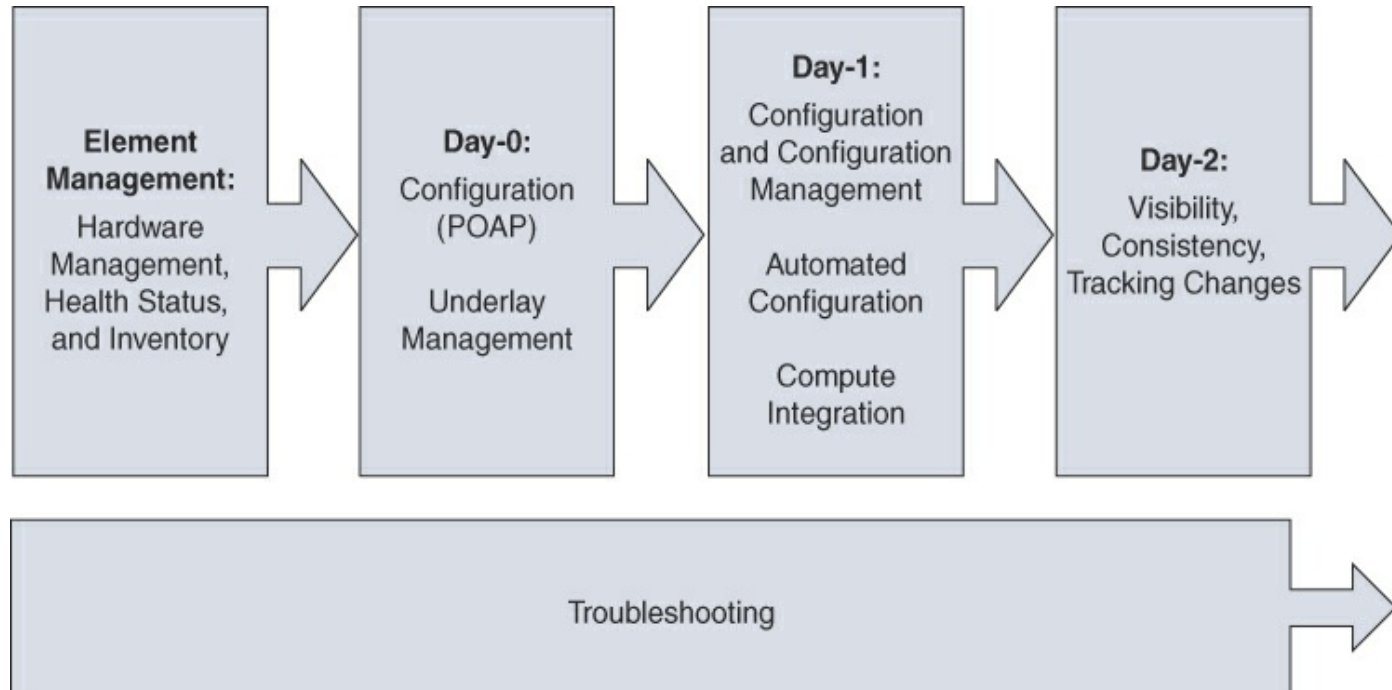 Element
Management:
Hardware
Management,
Health Status,
and Inventory
Day-0:
Configuration
(POAP)
Underlay
Management
Day-1:
Configuration
and Configuration
Management
Automated
Configuration
Compute
Integration
Day-2:
Visibility,
Consistency,
Tracking Changes
Troubleshooting